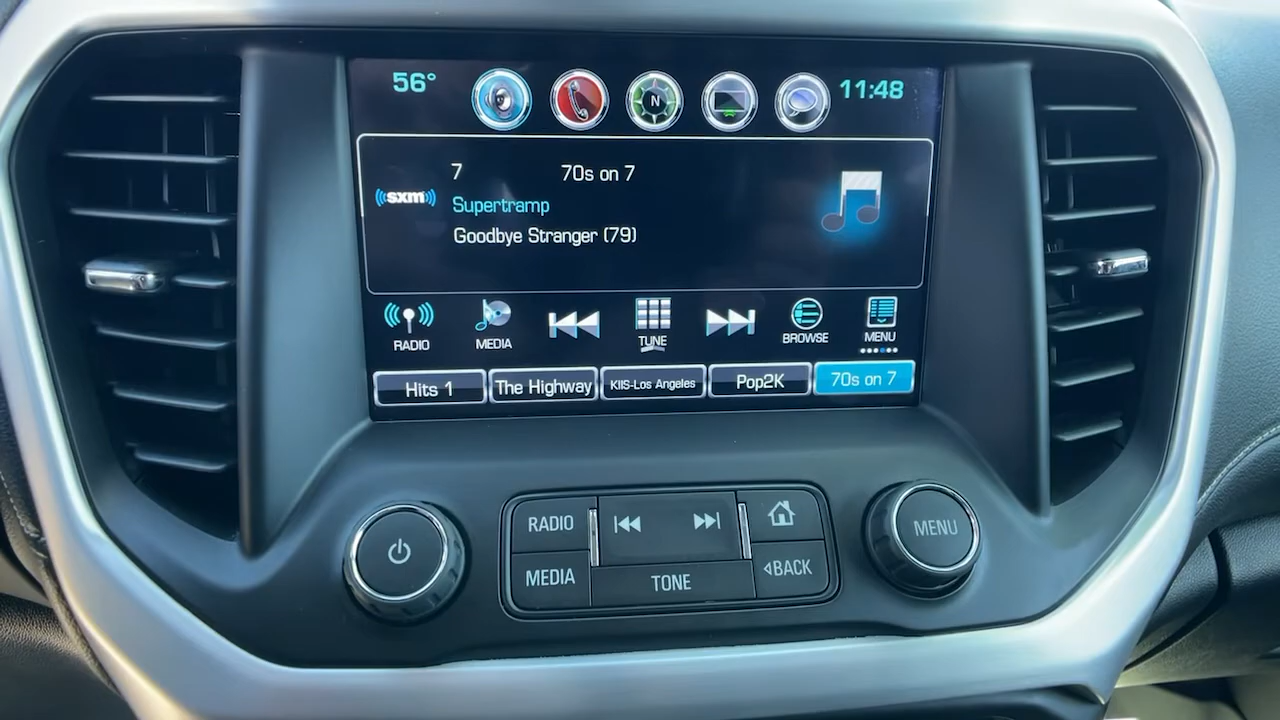 56°
N
11:48
7 70s on 7
((sxm))
Supertramp
Goodbye Stranger (79)
RADIO
MEDIA
TUNE
BROWSE
MENU
Hits 1
The Highway
KIIS-Los Angeles
Pop2K
70s on 7
RADIO
MEDIA
TONE
BACK
MENU